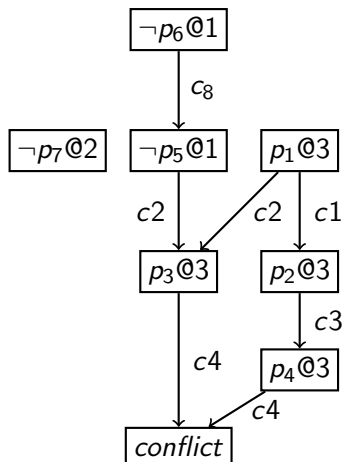 ¬p₆@1
c₈
¬p₇@2 ¬p₅@1 p₁@3
c2 c2 c1
p₃@3 p₂@3
c3
c4 p₄@3
c4
conflict